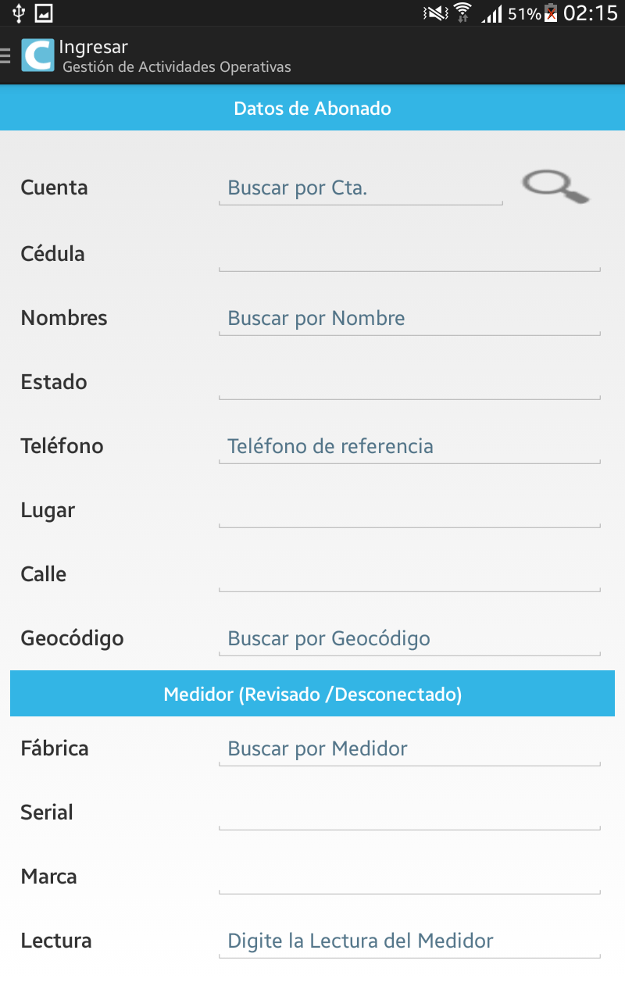 51% 02:15
C Ingresar
Gestión de Actividades Operativas
Datos de Abonado
Cuenta Buscar por Cta.
Cédula
Nombres Buscar por Nombre
Estado
Teléfono Teléfono de referencia
Lugar
Calle
Geocódigo Buscar por Geocódigo
Medidor (Revisado /Desconectado)
Fábrica Buscar por Medidor
Serial
Marca
Lectura Digite la Lectura del Medidor